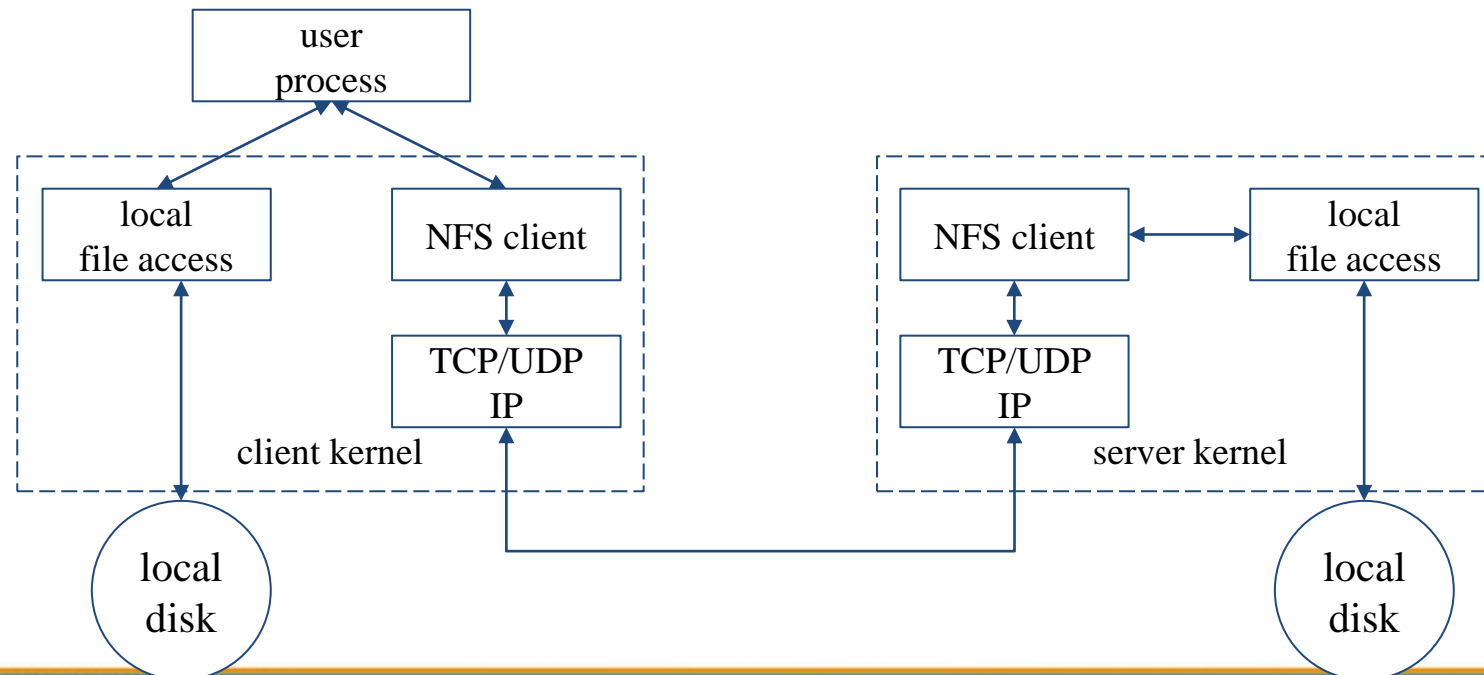 user
process
local
file access
NFS client
NFS client
local
file access
TCP/UDP
IP
TCP/UDP
IP
client kernel
server kernel
local
disk
local
disk